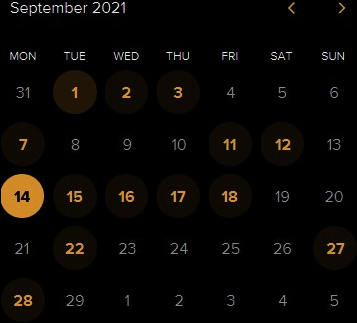 September 2021
MON TUE WED THU FRI SAT SUN
31 1 2 3 4 5 6
7 8 9 10 11 12 13
14 15 16 17 18 19 20
21 22 23 24 25 26 27
28 29 1 2 3 4 5